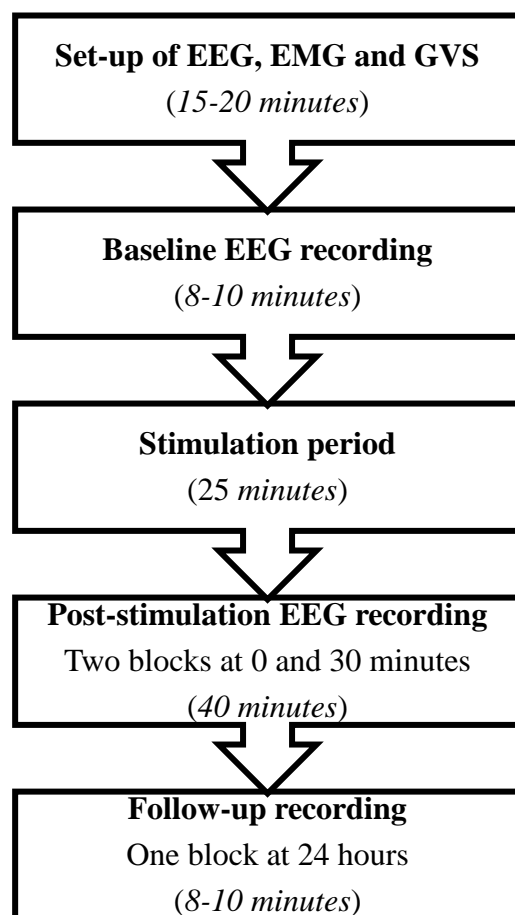 Set-up of EEG, EMG and GVS
(15-20 minutes)
Baseline EEG recording
(8-10 minutes)
Stimulation period
(25 minutes)
Post-stimulation EEG recording
Two blocks at 0 and 30 minutes
(40 minutes)
Follow-up recording
One block at 24 hours
(8-10 minutes)